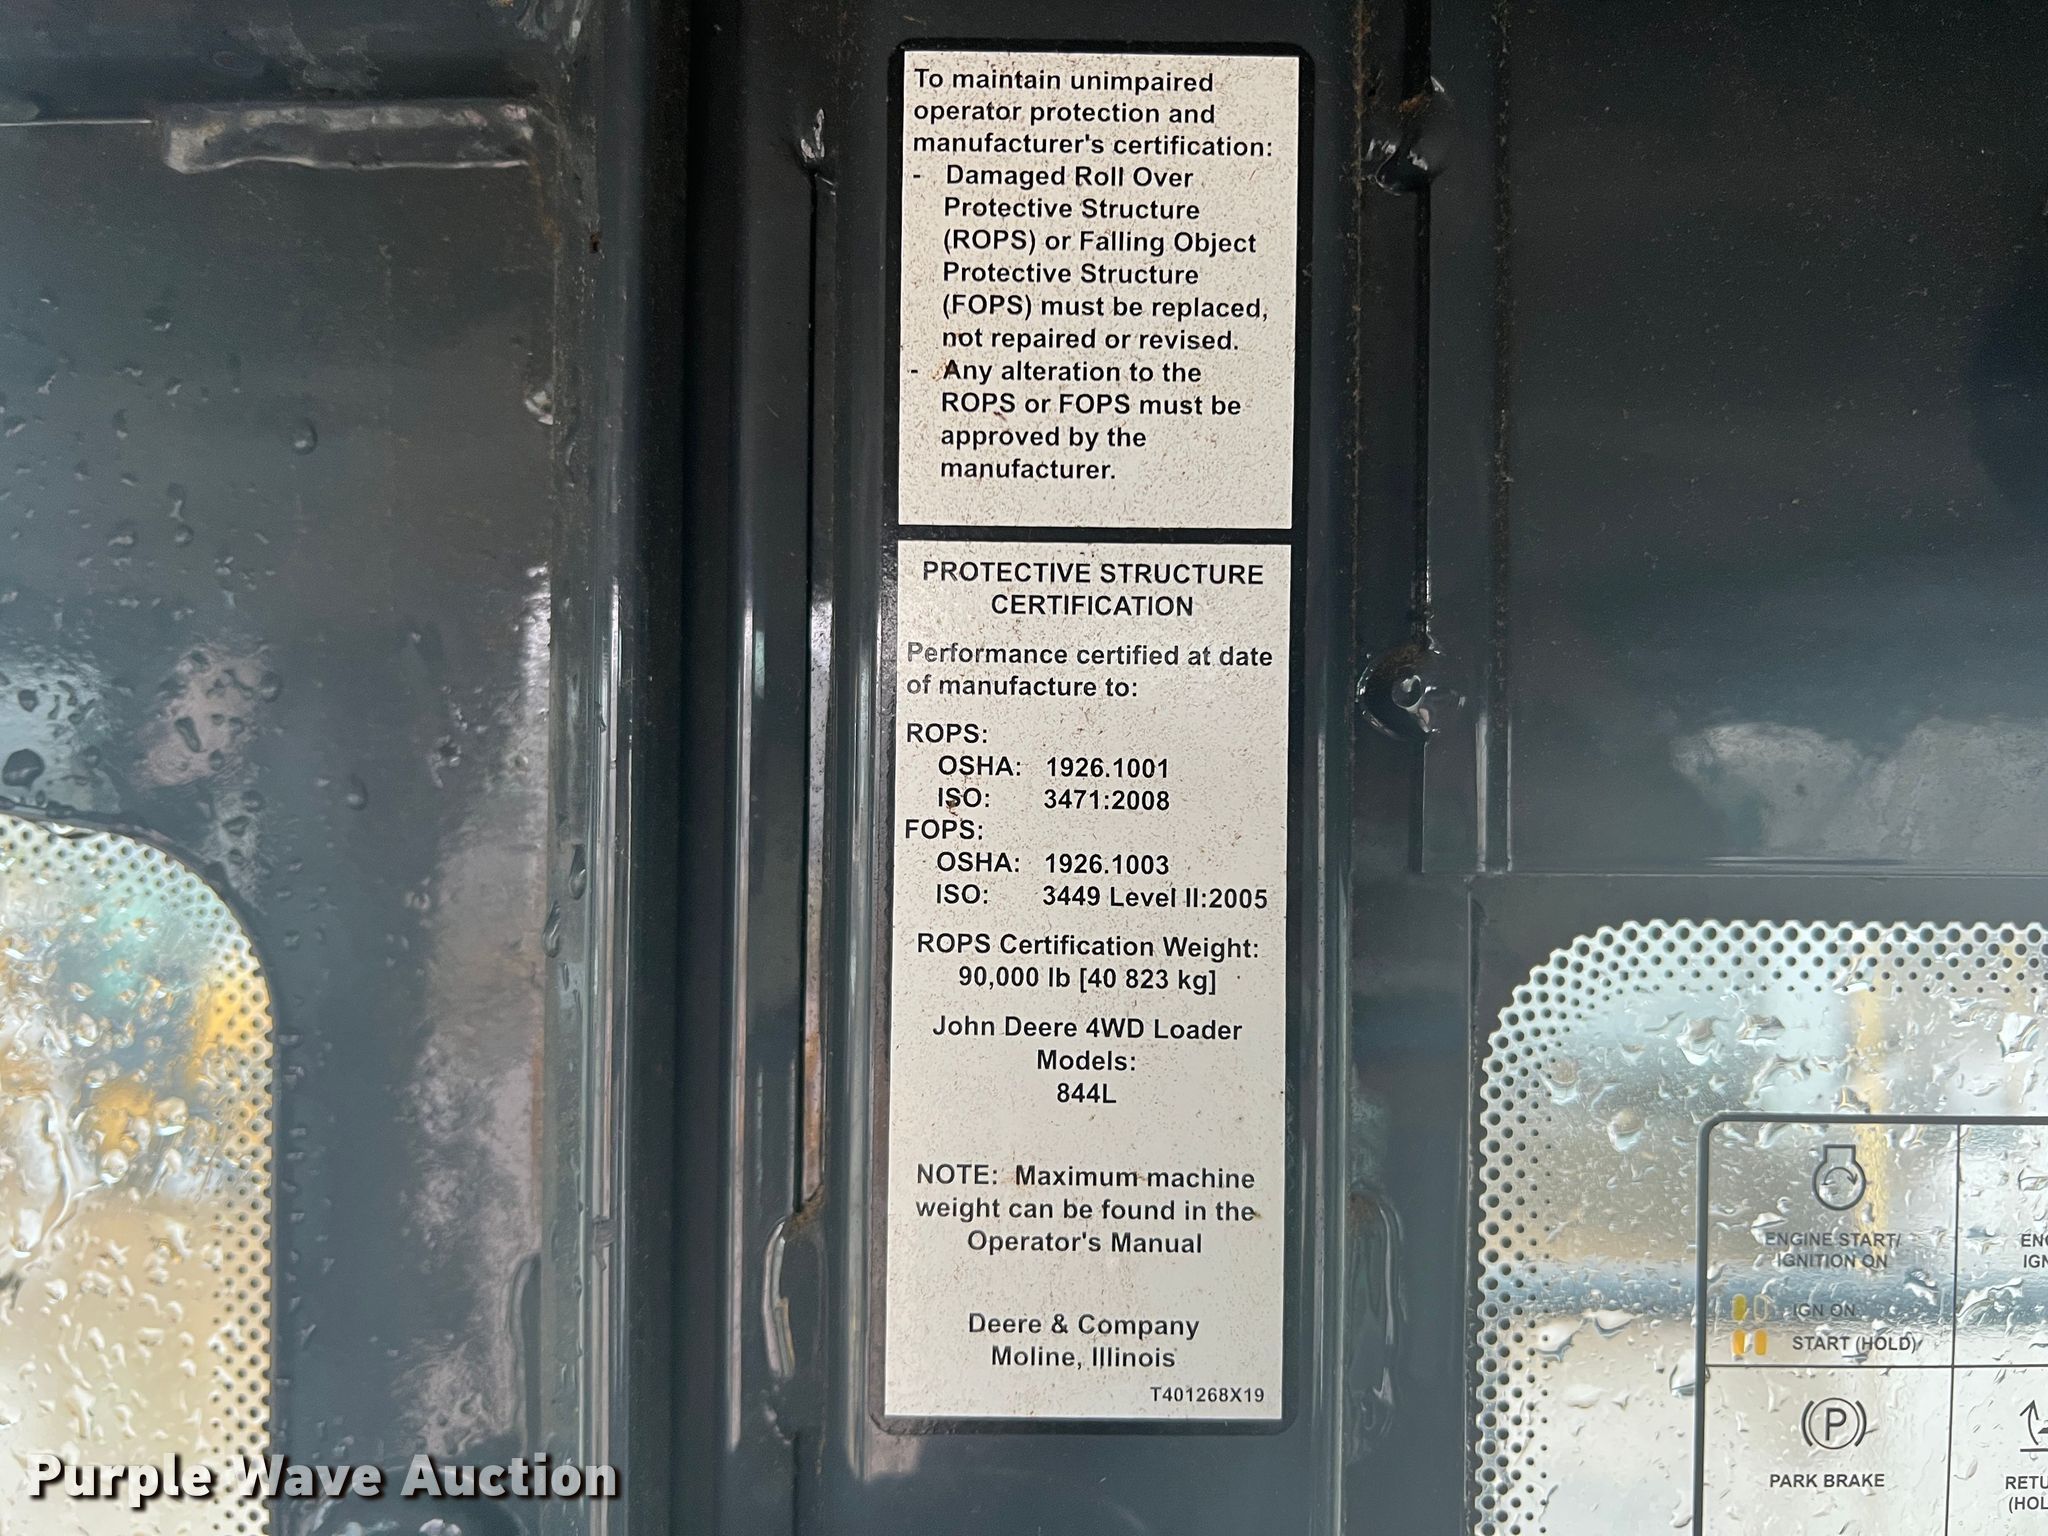 To maintain unimpaired
operator protection and
manufacturer's certification:
- Damaged Roll Over
Protective Structure
(ROPS) or Falling Object
Protective Structure
(FOPS) must be replaced,
not repaired or revised.
- Any alteration to the
ROPS or FOPS must be
approved by the
manufacturer.
PROTECTIVE STRUCTURE
CERTIFICATION
Performance certified at date
of manufacture to:
ROPS:
OSHA: 1926.1001
ISO: 3471:2008
FOPS:
OSHA: 1926.1003
ISO: 3449 Level II:2005
ROPS Certification Weight:
90,000 lb [40 823 kg]
John Deere 4WD Loader
Models:
844L
NOTE: Maximum machine
weight can be found in the
Operator's Manual
Deere & Company
Moline, Illinois
T401268X19
ENGINE START/
IGNITION ON
IGN ON
START (HOLD)
P
PARK BRAKE
Purple Wave Auction